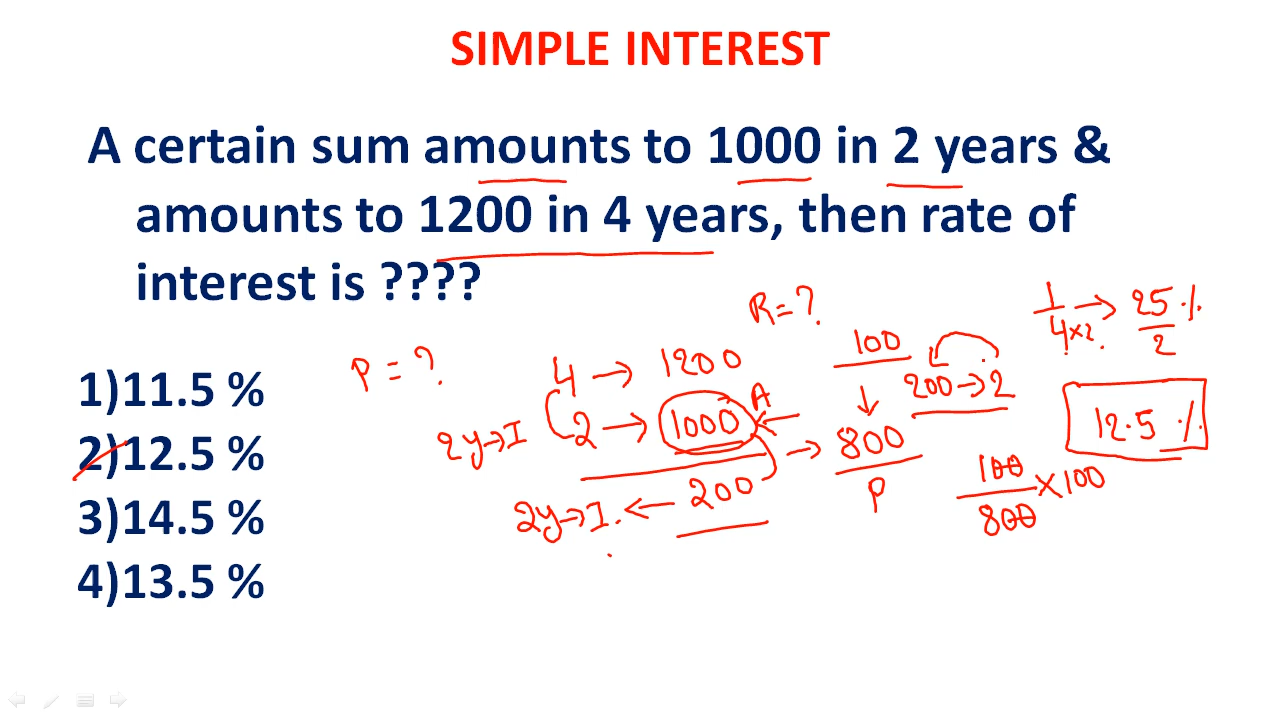 SIMPLE INTEREST
A certain sum amounts to 1000 in 2 years &
amounts to 1200 in 4 years, then rate of
interest is ????
1)11.5 %
2)12.5 %
3)14.5 %
4)13.5 %
P = ?
R = ?
4 → 1200
2 → 1000 A
2y→I
200
2y→I.
800
P
100
200→2
1/4×2 → 25/2 %
12.5 %
100/800 ×100